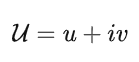 𝒰 = u + iv